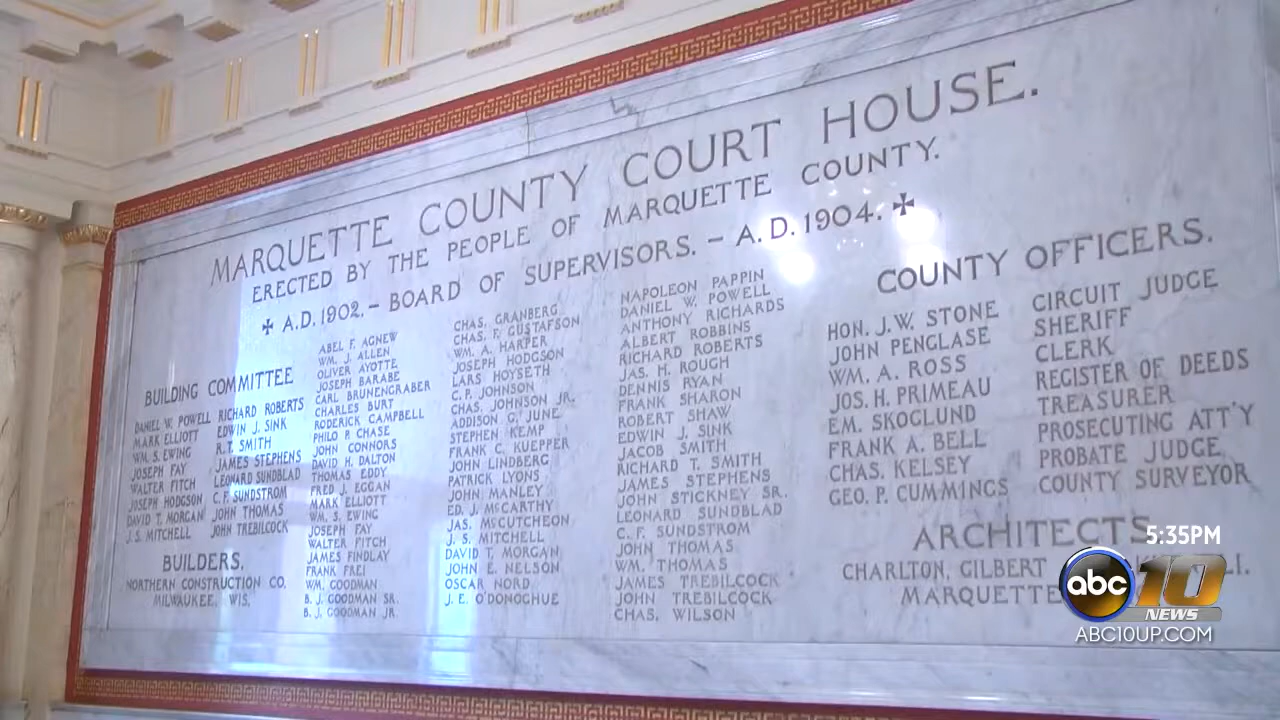 MARQUETTE COUNTY COURT HOUSE.
ERECTED BY THE PEOPLE OF MARQUETTE COUNTY.
✠ A.D. 1902. – BOARD OF SUPERVISORS. – A.D. 1904. ✠
BUILDING COMMITTEE
DANIEL W. POWELL
MARK ELLIOTT
WM. S. EWING
JOSEPH FAY
WALTER FITCH
JOSEPH HODGSON
DAVID T. MORGAN
J. S. MITCHELL
RICHARD ROBERTS
EDWIN J. SINK
R. T. SMITH
JAMES STEPHENS
LEONARD SUNDBLAD
C. F. SUNDSTROM
JOHN THOMAS
JOHN TREBILCOCK
BUILDERS.
NORTHERN CONSTRUCTION CO.
MILWAUKEE, WIS.
ABEL F. AGNEW
WM. J. ALLEN
OLIVER AYOTTE
JOSEPH BARABE
CARL BRUNENGRABER
CHARLES BURT
RODERICK CAMPBELL
PHILO P. CHASE
JOHN CONNORS
DAVID H. DALTON
THOMAS EDDY
FRED J. EGGAN
MARK ELLIOTT
WM. S. EWING
JOSEPH FAY
WALTER FITCH
JAMES FINDLAY
FRANK FREI
WM. GOODMAN
B. J. GOODMAN SR.
B. J. GOODMAN JR.
CHAS. GRANBERG
CHAS. F. GUSTAFSON
WM. A. HARPER
JOSEPH HODGSON
LARS HOYSETH
C. P. JOHNSON
CHAS. JOHNSON JR.
ADDISON G. JUNE
STEPHEN KEMP
FRANK C. KUEPPER
JOHN LINDBERG
PATRICK LYONS
JOHN MANLEY
ED. J. McCARTHY
JAS. McCUTCHEON
J. S. MITCHELL
DAVID T. MORGAN
JOHN E. NELSON
OSCAR NORD
J. E. O'DONOGHUE
NAPOLEON PAPPIN
DANIEL W. POWELL
ANTHONY RICHARDS
ALBERT ROBBINS
RICHARD ROBERTS
JAS. H. ROUGH
DENNIS RYAN
FRANK SHARON
ROBERT SHAW
EDWIN J. SINK
JACOB SMITH
RICHARD T. SMITH
JAMES STEPHENS
JOHN STICKNEY SR.
LEONARD SUNDBLAD
C. F. SUNDSTROM
JOHN THOMAS
WM. THOMAS
JAMES TREBILCOCK
JOHN TREBILCOCK
CHAS. WILSON
COUNTY OFFICERS.
HON. J. W. STONE CIRCUIT JUDGE
JOHN PENGLASE SHERIFF
WM. A. ROSS CLERK
JOS. H. PRIMEAU REGISTER OF DEEDS
EM. SKOGLUND TREASURER
FRANK A. BELL PROSECUTING ATT'Y
CHAS. KELSEY PROBATE JUDGE
GEO. P. CUMMINGS COUNTY SURVEYOR
ARCHITECTS
CHARLTON, GILBERT
MARQUETTE
5:35PM
abc 10
NEWS
ABC10UP.COM